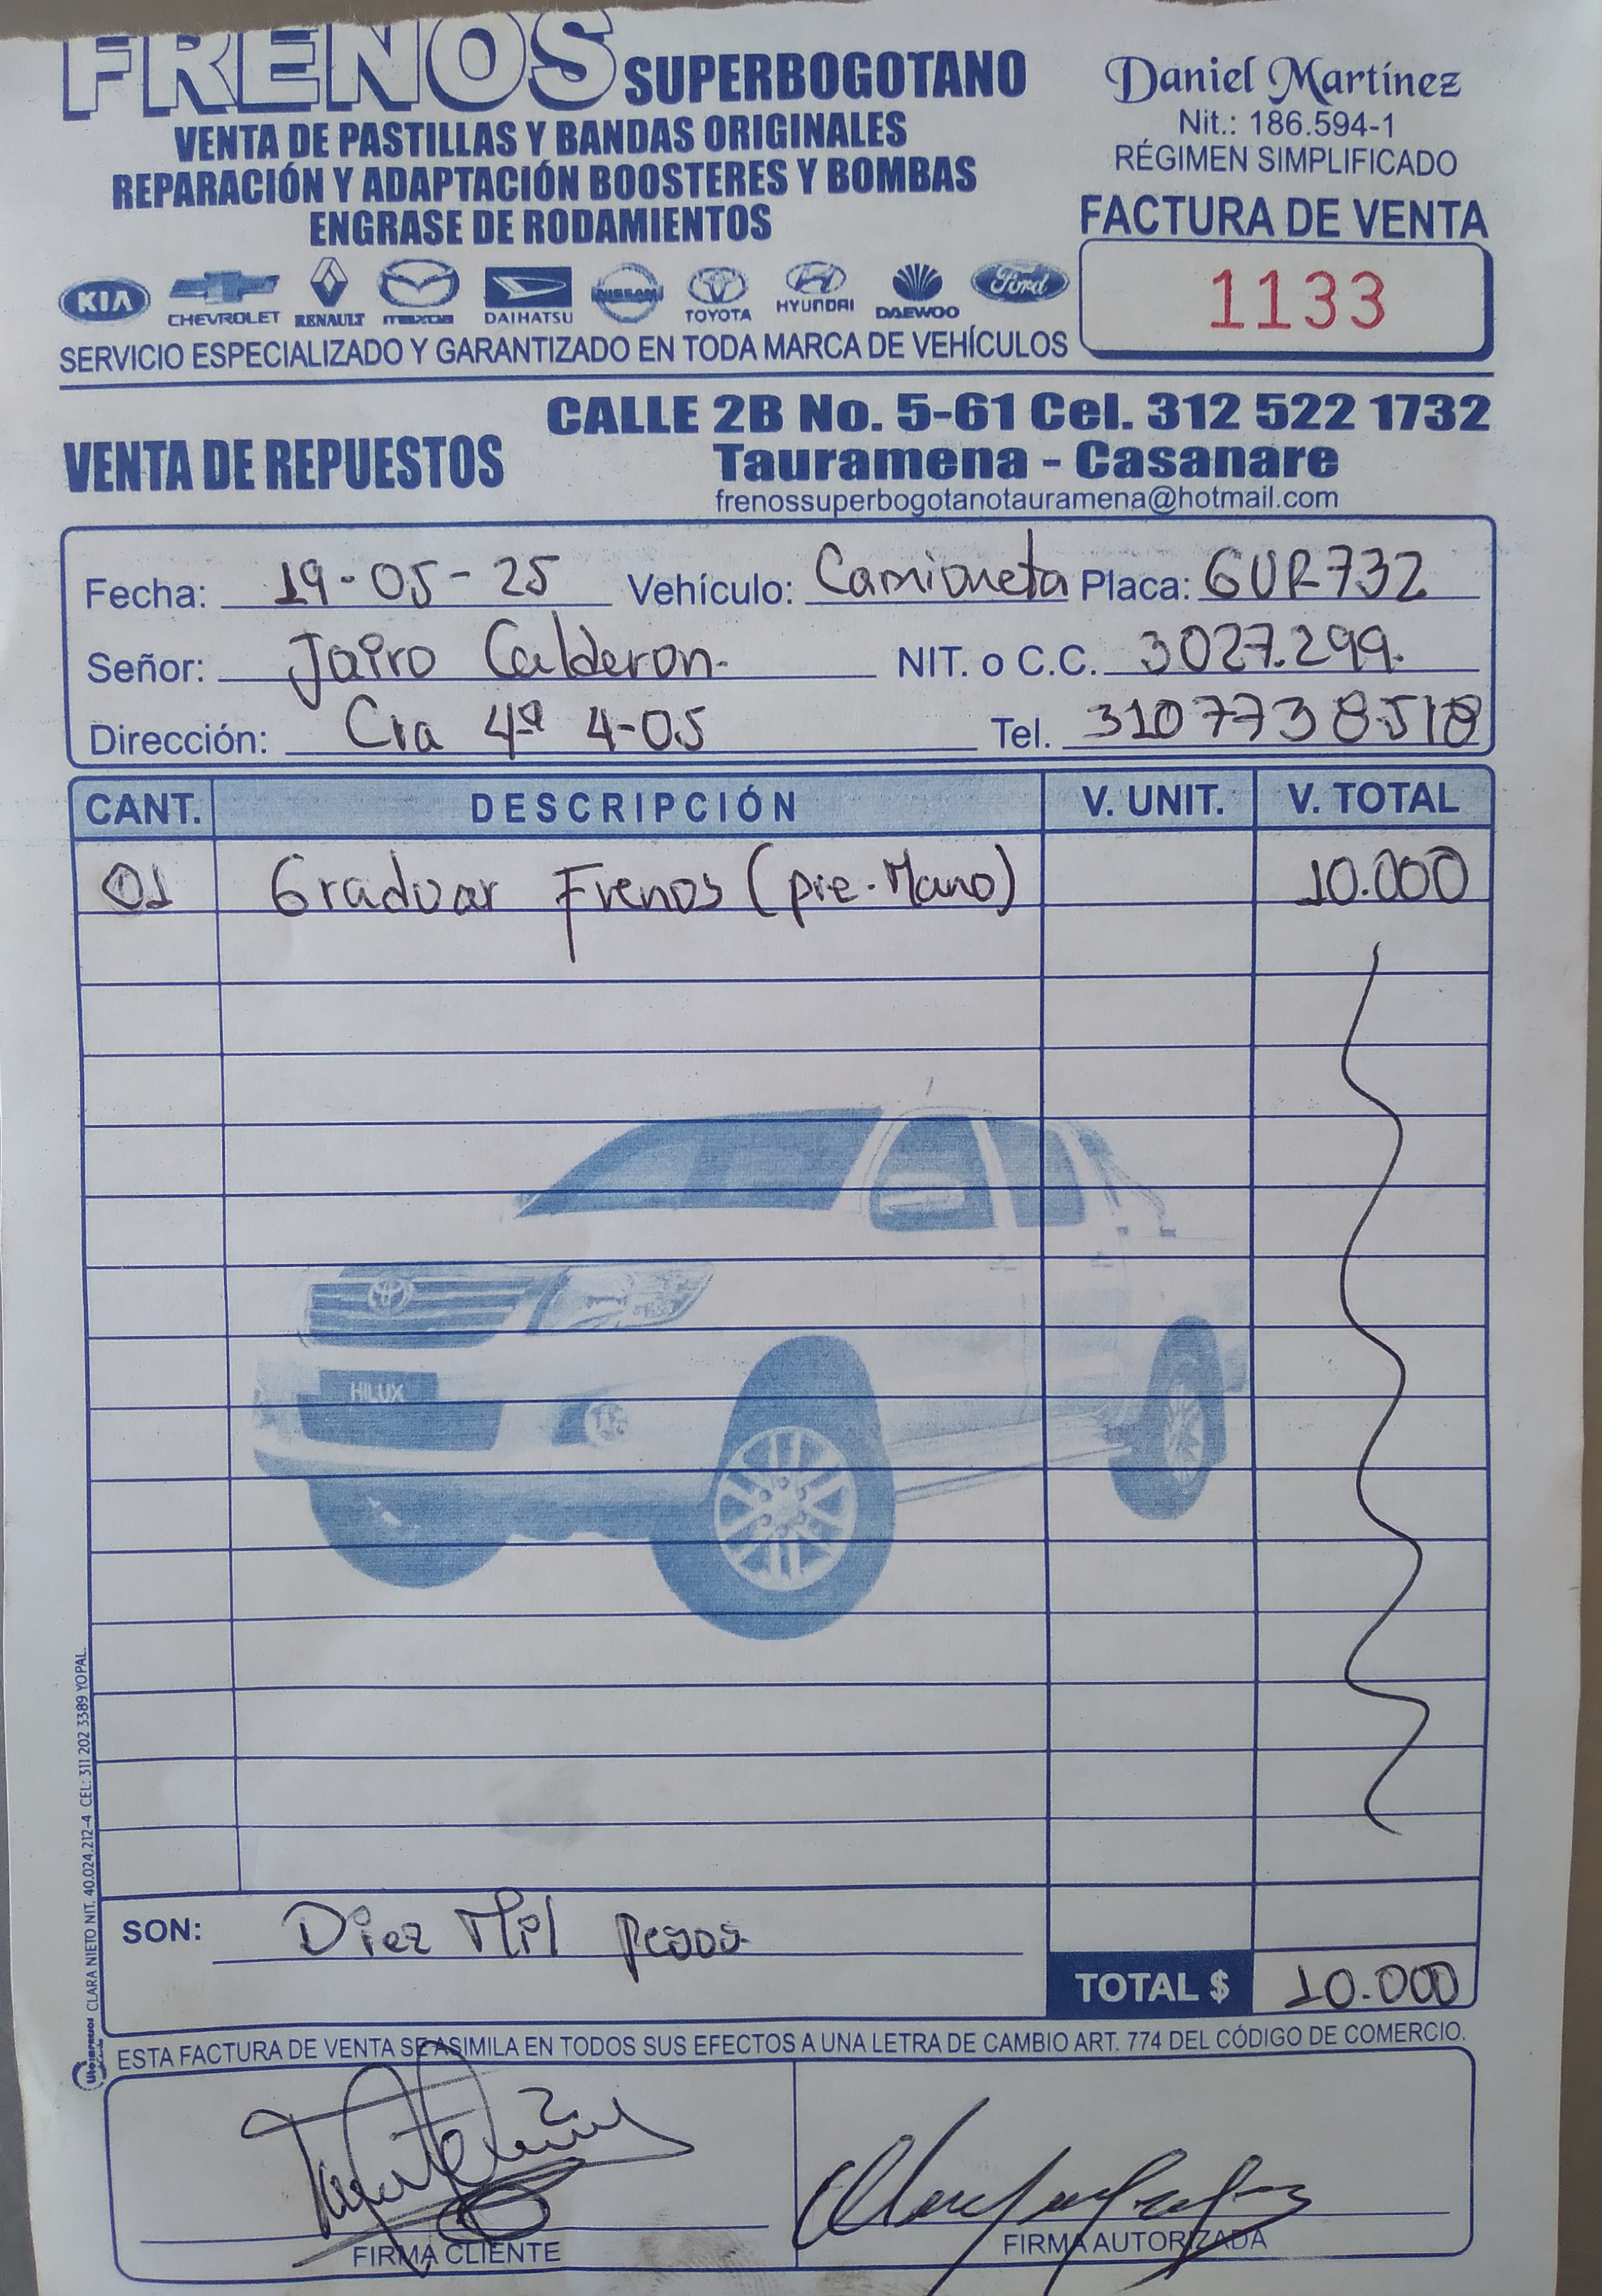 FRENOS SUPERBOGOTANO
VENTA DE PASTILLAS Y BANDAS ORIGINALES
REPARACIÓN Y ADAPTACIÓN BOOSTERES Y BOMBAS
ENGRASE DE RODAMIENTOS
Daniel Martínez
Nit.: 186.594-1
RÉGIMEN SIMPLIFICADO
FACTURA DE VENTA
1133
KIA CHEVROLET RENAULT mazda DAIHATSU NISSAN TOYOTA HYUNDAI DAEWOO Ford
SERVICIO ESPECIALIZADO Y GARANTIZADO EN TODA MARCA DE VEHÍCULOS
VENTA DE REPUESTOS
CALLE 2B No. 5-61 Cel. 312 522 1732
Tauramena - Casanare
frenossuperbogotanotauramena@hotmail.com
Fecha: 19-05-25 Vehículo: Camioneta Placa: GUR732
Señor: Jairo Calderon. NIT. o C.C. 3027.299.
Dirección: Cra 4ª 4-05 Tel. 3107738518
CANT. DESCRIPCIÓN V. UNIT. V. TOTAL
01 Graduar Frenos (pie-Mano) 10.000
HILUX
SON: Diez Mil pesos
TOTAL $ 10.000
ESTA FACTURA DE VENTA SE ASIMILA EN TODOS SUS EFECTOS A UNA LETRA DE CAMBIO ART. 774 DEL CÓDIGO DE COMERCIO.
FIRMA CLIENTE
FIRMA AUTORIZADA
CLARA NIETO NIT. 40.024.212-4 CEL: 311 202 3389 YOPAL.